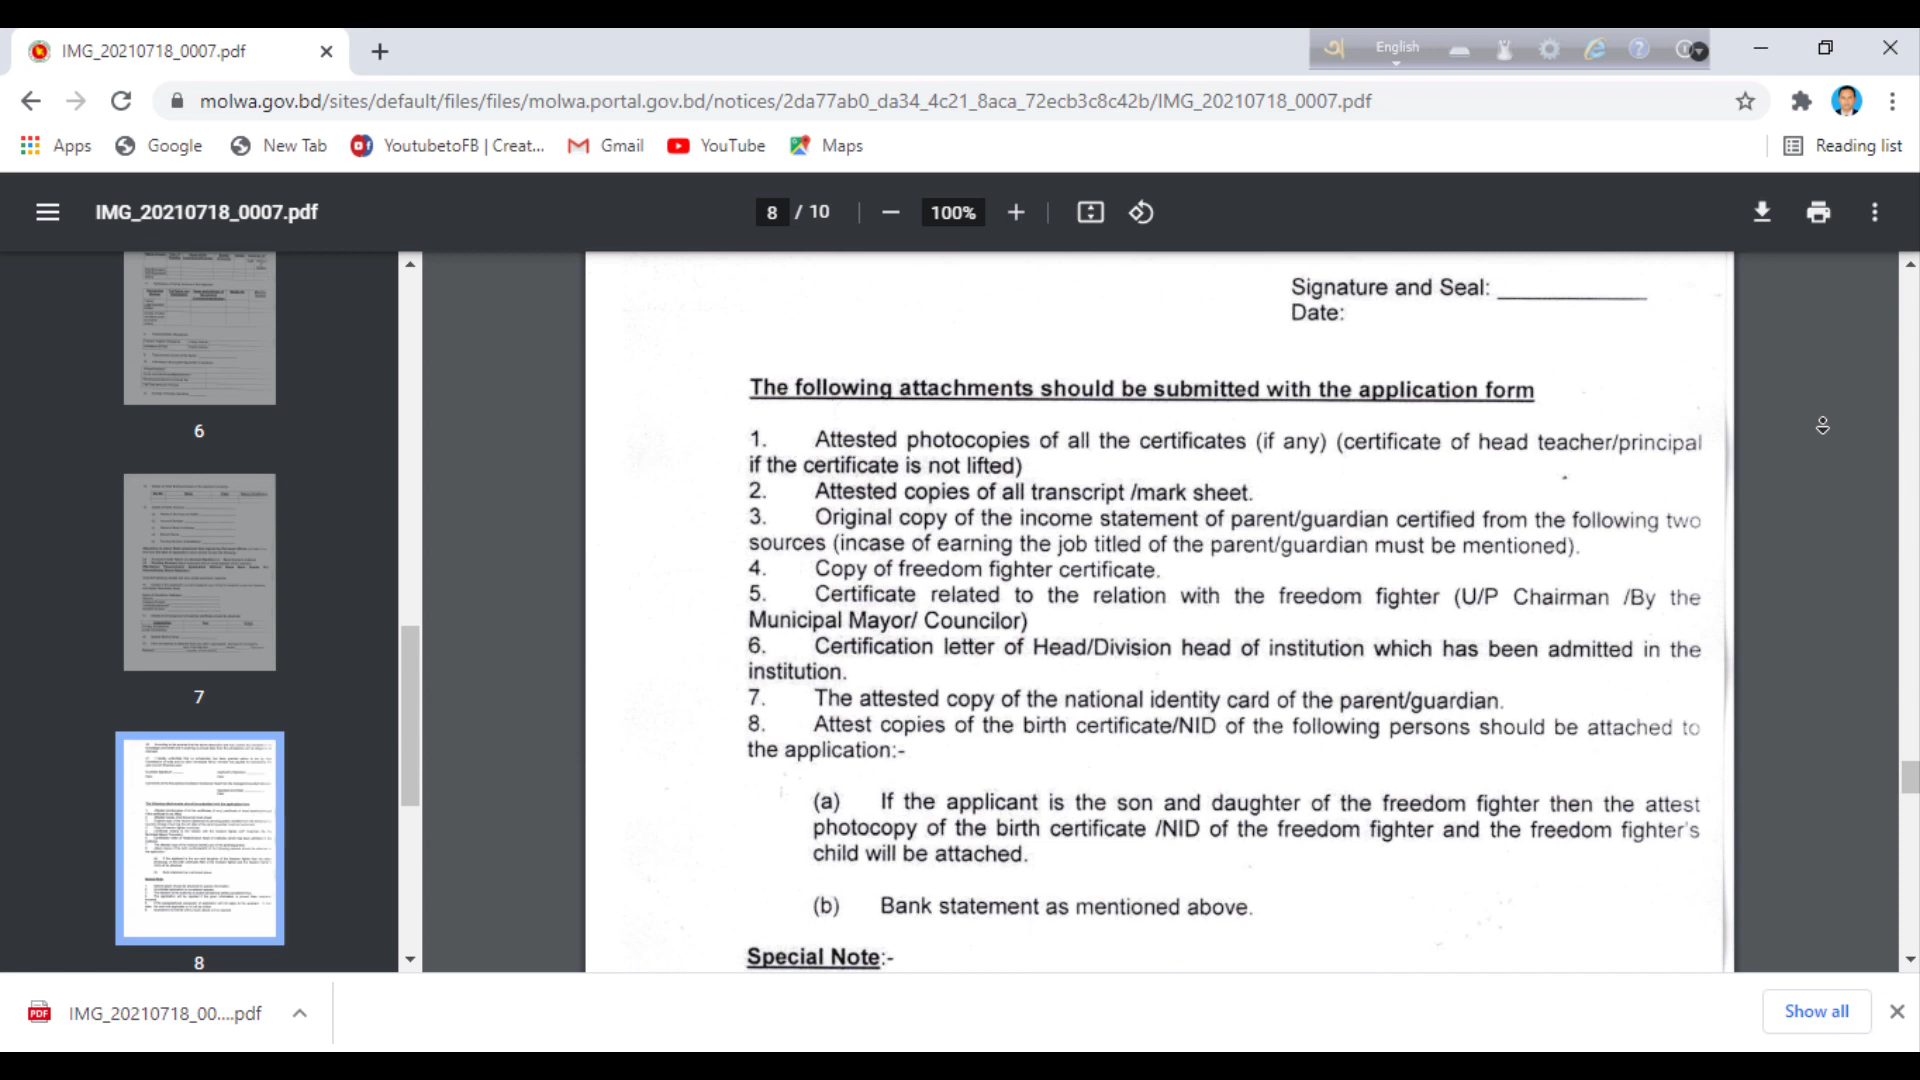 IMG_20210718_0007.pdf
English
molwa.gov.bd/sites/default/files/files/molwa.portal.gov.bd/notices/2da77ab0_da34_4c21_8aca_72ecb3c8c42b/IMG_20210718_0007.pdf
Apps Google New Tab YoutubetoFB | Creat... Gmail YouTube Maps Reading list
IMG_20210718_0007.pdf 8 / 10 100%
6
7
8
Signature and Seal: ____________
Date:
The following attachments should be submitted with the application form
1. Attested photocopies of all the certificates (if any) (certificate of head teacher/principal
if the certificate is not lifted)
2. Attested copies of all transcript /mark sheet.
3. Original copy of the income statement of parent/guardian certified from the following two
sources (incase of earning the job titled of the parent/guardian must be mentioned).
4. Copy of freedom fighter certificate.
5. Certificate related to the relation with the freedom fighter (U/P Chairman /By the
Municipal Mayor/ Councilor)
6. Certification letter of Head/Division head of institution which has been admitted in the
institution.
7. The attested copy of the national identity card of the parent/guardian.
8. Attest copies of the birth certificate/NID of the following persons should be attached to
the application:-
(a) If the applicant is the son and daughter of the freedom fighter then the attest
photocopy of the birth certificate /NID of the freedom fighter and the freedom fighter's
child will be attached.
(b) Bank statement as mentioned above.
Special Note:-
IMG_20210718_00....pdf
Show all